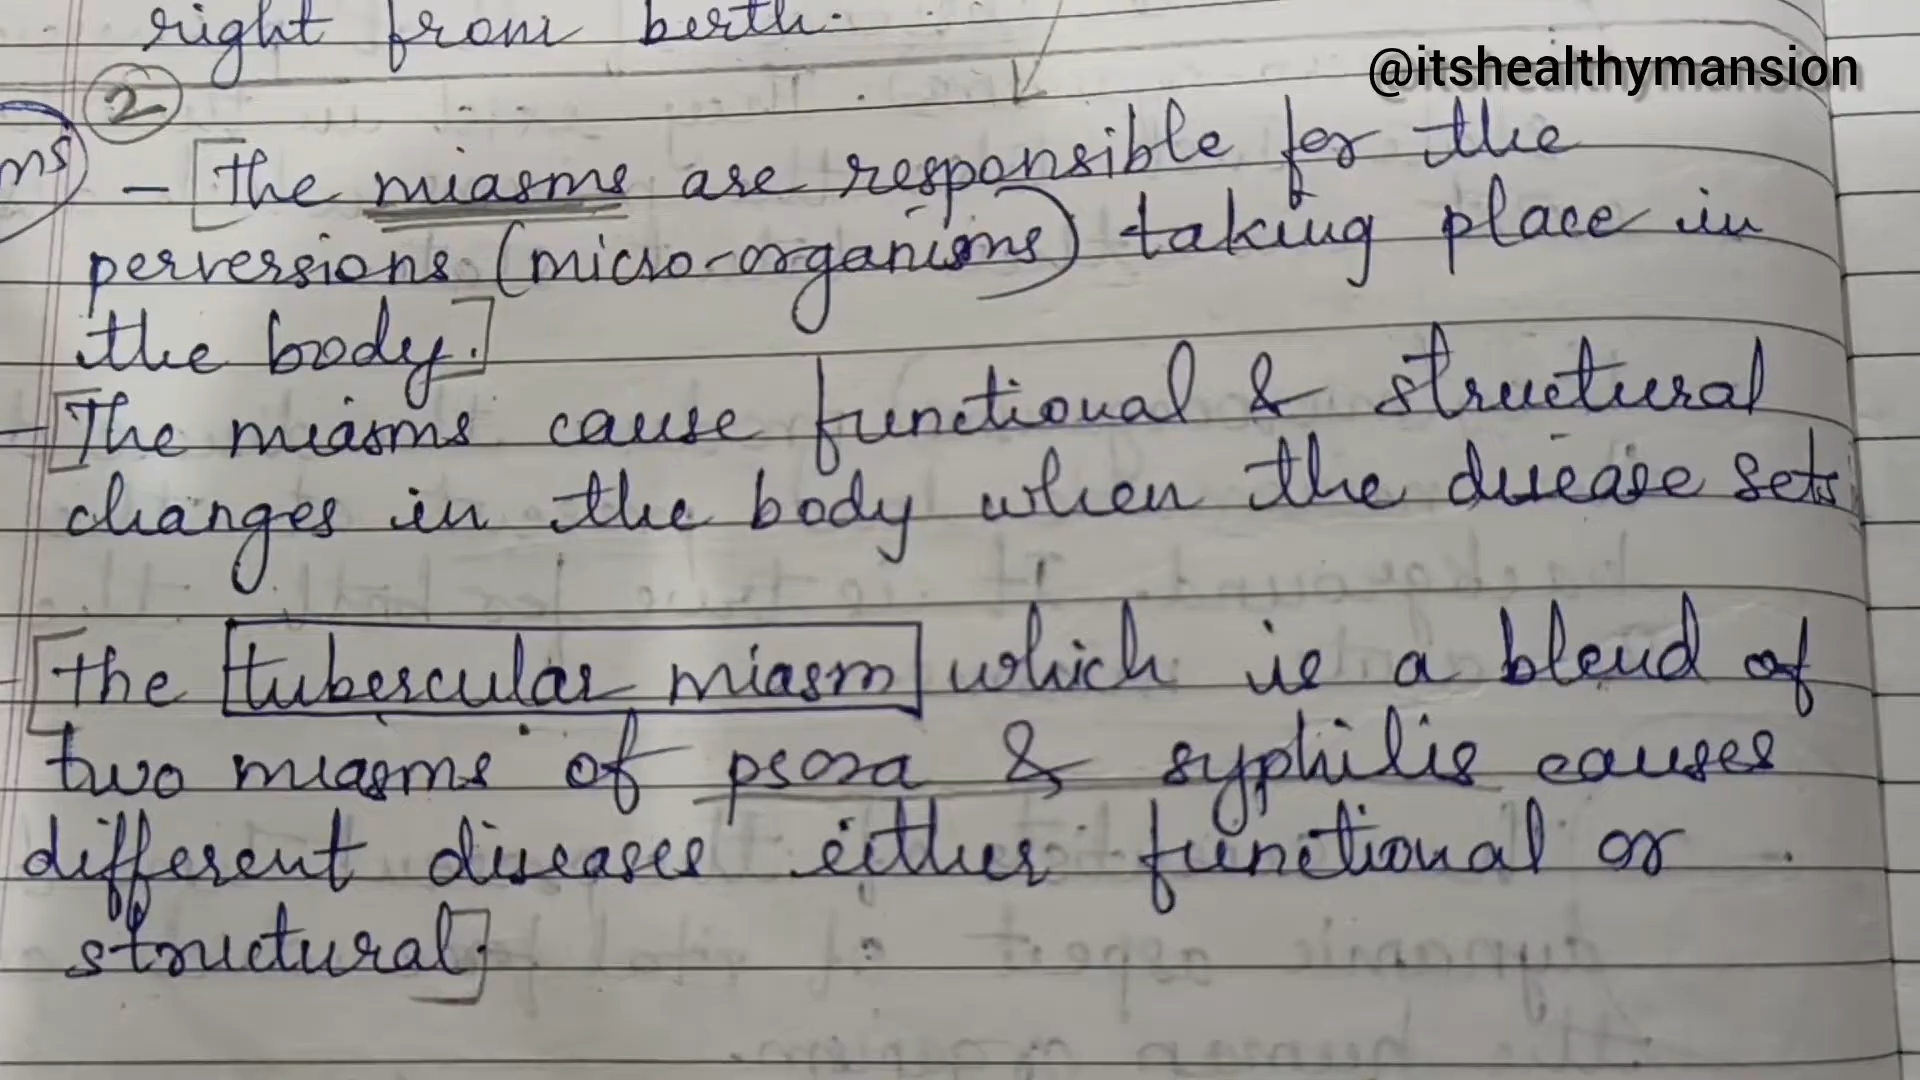 right from berth.
@itshealthymansion
2
ms
- [The miasms are responsible for the
perversions (micro-organisms) taking place in
the body.]
- [The miasms cause functional & structural
changes in the body when the disease sets
- [The tubercular miasm which is a blend of
two miasms of psora & syphilis causes
different diseases either functional or
structural]